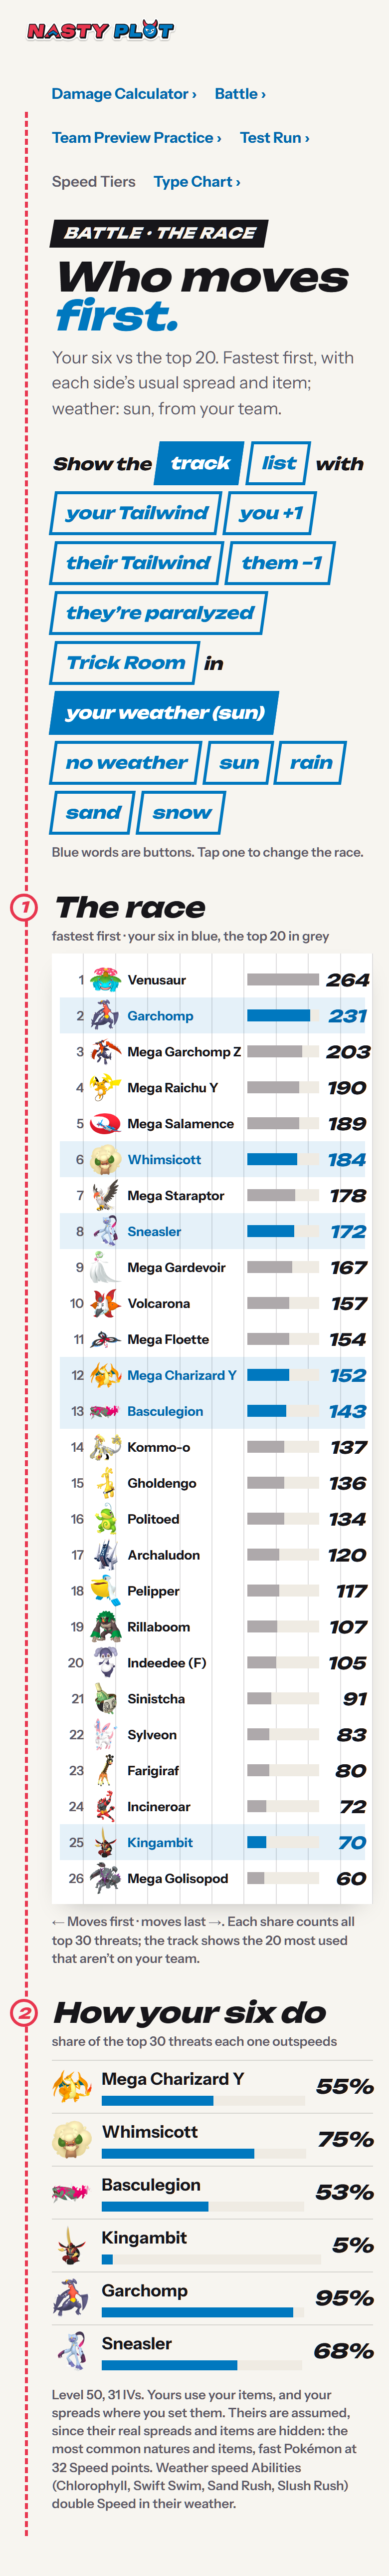 NASTY PLOT
Damage Calculator › Battle ›
Team Preview Practice › Test Run ›
Speed Tiers Type Chart ›
BATTLE · THE RACE
Who moves
first.
Your six vs the top 20. Fastest first, with
each side’s usual spread and item;
weather: sun, from your team.
Show the track list with
your Tailwind you +1
their Tailwind them −1
they’re paralyzed
Trick Room in
your weather (sun)
no weather sun rain
sand snow
Blue words are buttons. Tap one to change the race.
1 The race
fastest first · your six in blue, the top 20 in grey
1 Venusaur 264
2 Garchomp 231
3 Mega Garchomp Z 203
4 Mega Raichu Y 190
5 Mega Salamence 189
6 Whimsicott 184
7 Mega Staraptor 178
8 Sneasler 172
9 Mega Gardevoir 167
10 Volcarona 157
11 Mega Floette 154
12 Mega Charizard Y 152
13 Basculegion 143
14 Kommo-o 137
15 Gholdengo 136
16 Politoed 134
17 Archaludon 120
18 Pelipper 117
19 Rillaboom 107
20 Indeedee (F) 105
21 Sinistcha 91
22 Sylveon 83
23 Farigiraf 80
24 Incineroar 72
25 Kingambit 70
26 Mega Golisopod 60
← Moves first · moves last →. Each share counts all
top 30 threats; the track shows the 20 most used
that aren’t on your team.
2 How your six do
share of the top 30 threats each one outspeeds
Mega Charizard Y 55%
Whimsicott 75%
Basculegion 53%
Kingambit 5%
Garchomp 95%
Sneasler 68%
Level 50, 31 IVs. Yours use your items, and your
spreads where you set them. Theirs are assumed,
since their real spreads and items are hidden: the
most common natures and items, fast Pokémon at
32 Speed points. Weather speed Abilities
(Chlorophyll, Swift Swim, Sand Rush, Slush Rush)
double Speed in their weather.